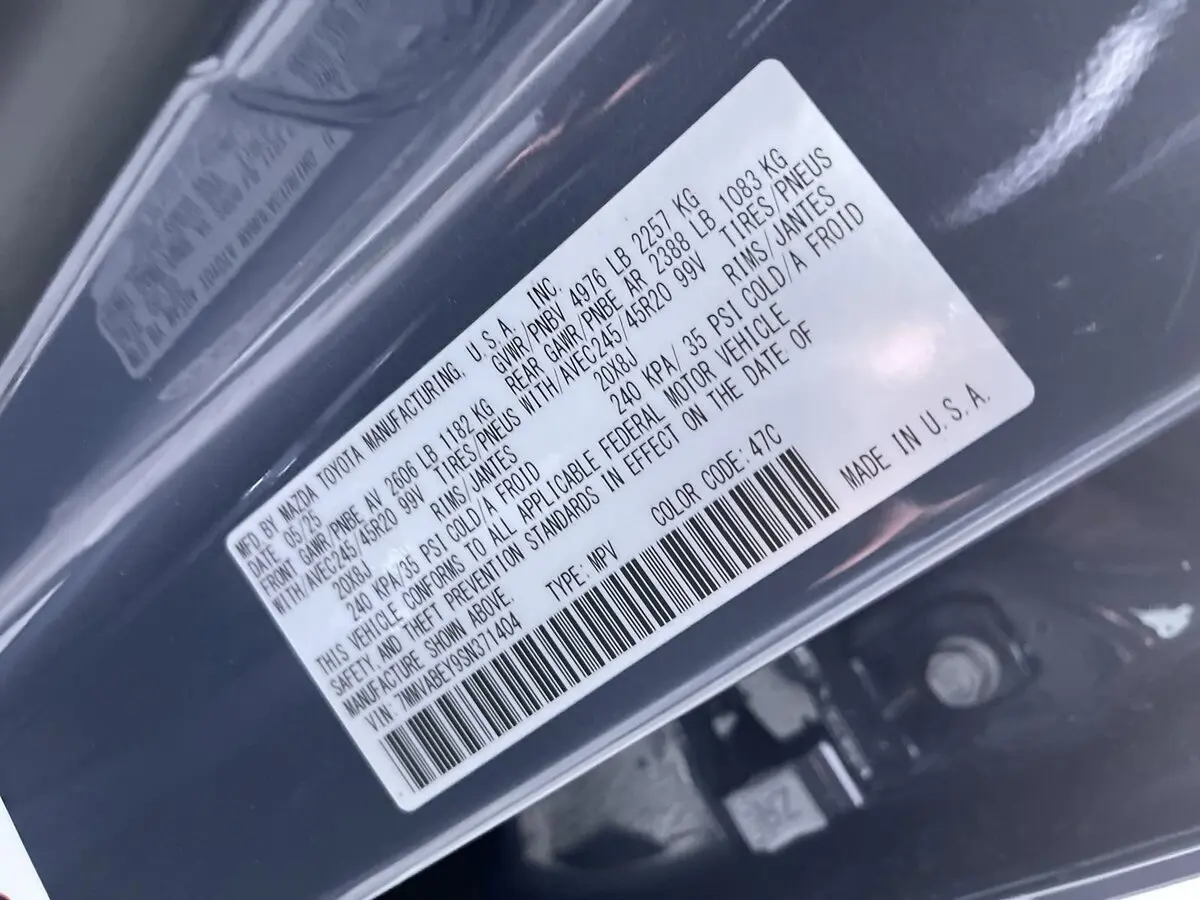 MFD BY MAZDA TOYOTA MANUFACTURING, U.S.A. INC.
DATE 05/25 GVWR/PNBV 4976 LB 2257 KG
FRONT GAWR/PNBE AV 2606 LB 1182 KG REAR GAWR/PNBE AR 2388 LB 1083 KG
WITH/AVEC245/45R20 99V TIRES/PNEUS WITH/AVEC245/45R20 99V TIRES/PNEUS
20X8J RIMS/JANTES 20X8J RIMS/JANTES
240 KPA/35 PSI COLD/A FROID 240 KPA/ 35 PSI COLD/A FROID
THIS VEHICLE CONFORMS TO ALL APPLICABLE FEDERAL MOTOR VEHICLE
SAFETY AND THEFT PREVENTION STANDARDS IN EFFECT ON THE DATE OF
MANUFACTURE SHOWN ABOVE.
VIN: 7MMVABEY9SN371404 TYPE: MPV COLOR CODE: 47C
MADE IN U.S.A.